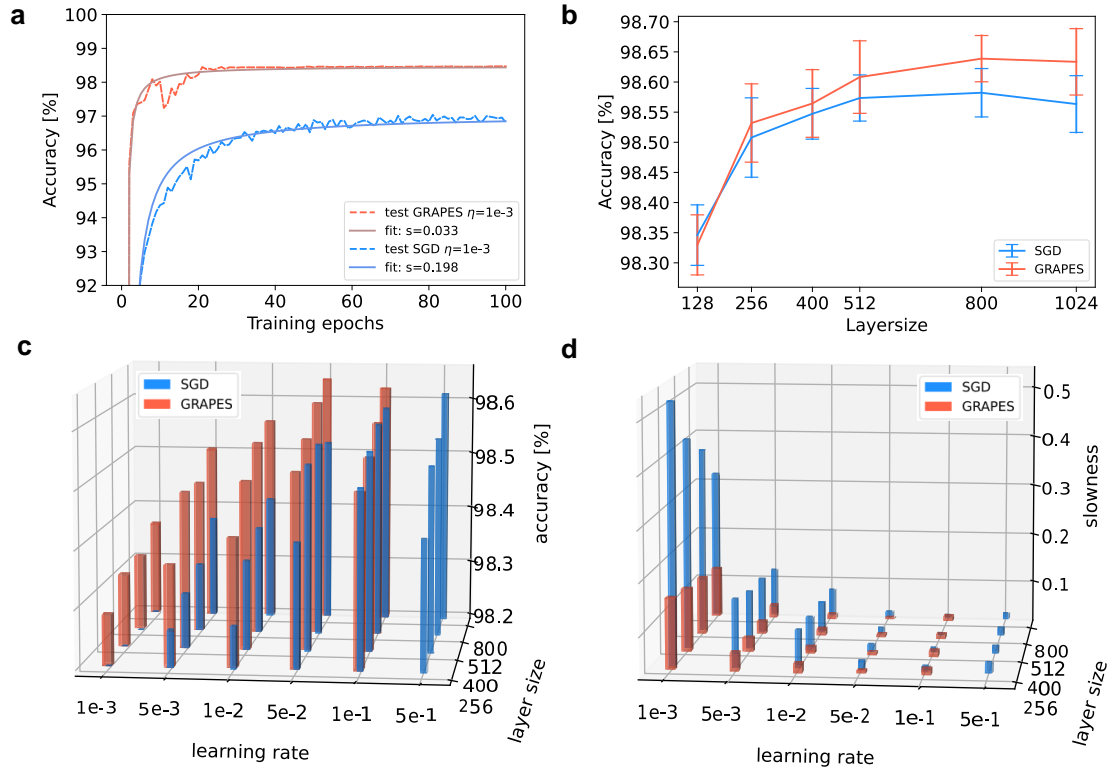 a
100
99
98
97
96
95
94
93
92
Accuracy [%]
0
20
40
60
80
100
Training epochs
test GRAPES η=1e-3
fit: s=0.033
test SGD η=1e-3
fit: s=0.198
b
98.70
98.65
98.60
98.55
98.50
98.45
98.40
98.35
98.30
Accuracy [%]
128
256
400
512
800
1024
Layersize
SGD
GRAPES
c
SGD
GRAPES
98.6
98.5
98.4
98.3
98.2
accuracy [%]
800
512
400
256
layer size
1e-3
5e-3
1e-2
5e-2
1e-1
5e-1
learning rate
d
SGD
GRAPES
0.5
0.4
0.3
0.2
0.1
slowness
800
512
400
256
layer size
1e-3
5e-3
1e-2
5e-2
1e-1
5e-1
learning rate